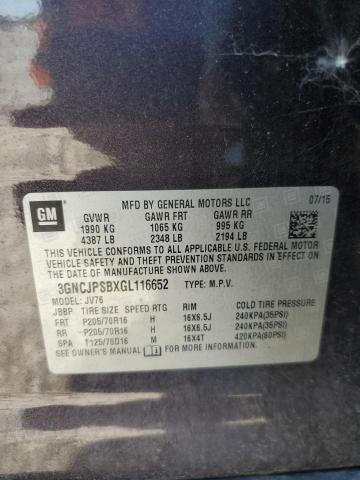 GM
MFD BY GENERAL MOTORS LLC 07/15
GVWR GAWR FRT GAWR RR
1990 KG 1065 KG 995 KG
4387 LB 2348 LB 2194 LB
THIS VEHICLE CONFORMS TO ALL APPLICABLE U.S.
FEDERAL MOTOR VEHICLE SAFETY, BUMPER, AND
THEFT PREVENTION STANDARDS IN EFFECT ON THE
DATE OF MANUFACTURE SHOWN ABOVE.
3GNCJPSBXGL116652 TYPE: M.P.V.
MODEL: JV76
JBBP TIRE SIZE SPEED RTG RIM COLD TIRE PRESSURE
FRT P205/70R16 H 16X6.5J 240KPA(35PSI)
RR P205/70R16 H 16X6.5J 240KPA(35PSI)
SPA T125/70D16 M 16X4T 420KPA(60PSI)
SEE OWNER'S MANUAL FOR ADDITIONAL INFORMATION.